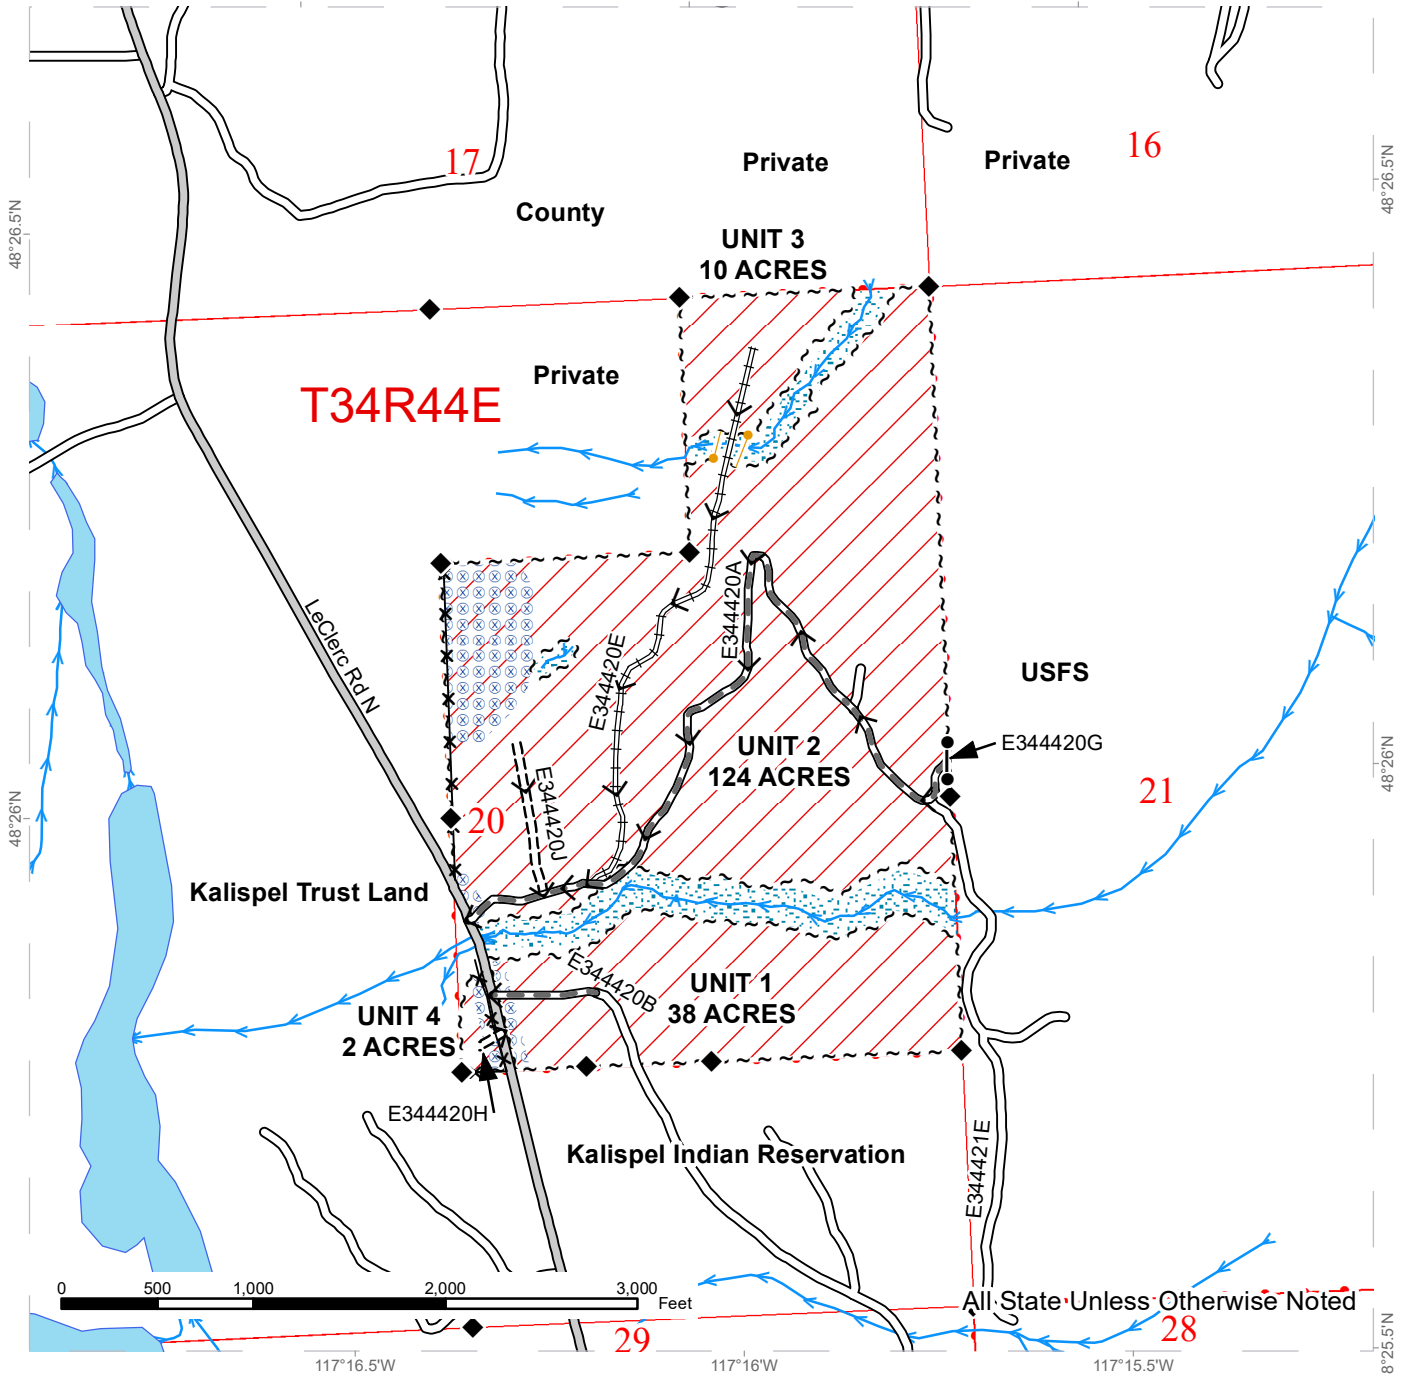 17
Private
Private
16
County
UNIT 3
10 ACRES
48°26.5'N
48°26.5'N
Private
T34R44E
LeClerc Rd N
E344420A
E344420E
USFS
E344420G
UNIT 2
124 ACRES
48°26'N
48°26'N
21
20
E344420J
Kalispel Trust Land
E344420B
UNIT 1
38 ACRES
UNIT 4
2 ACRES
E344420H
Kalispel Indian Reservation
E344421E
0
500
1,000
2,000
3,000
Feet
All State Unless Otherwise Noted
29
28
8°25.5'N
117°16.5'W
117°16'W
117°15.5'W